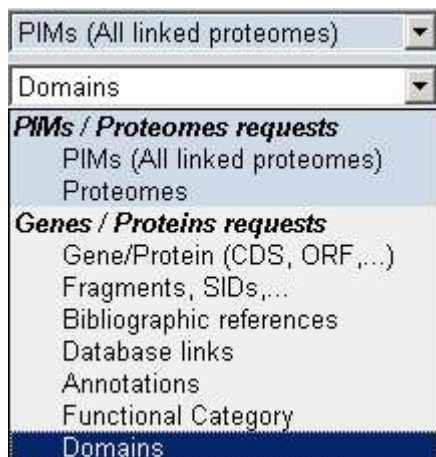 PIMs (All linked proteomes)
Domains
PIMs / Proteomes requests
PIMs (All linked proteomes)
Proteomes
Genes / Proteins requests
Gene/Protein (CDS, ORF,...)
Fragments, SIDs,...
Bibliographic references
Database links
Annotations
Functional Category
Domains